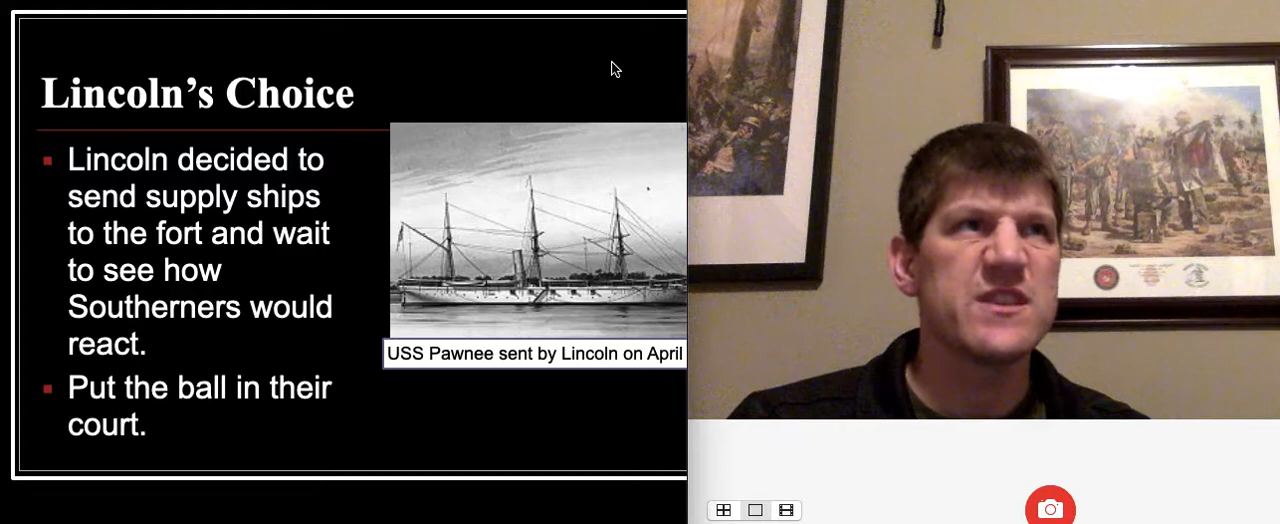 Lincoln’s Choice
Lincoln decided to
send supply ships
to the fort and wait
to see how
Southerners would
react.
Put the ball in their
court.
USS Pawnee sent by Lincoln on April